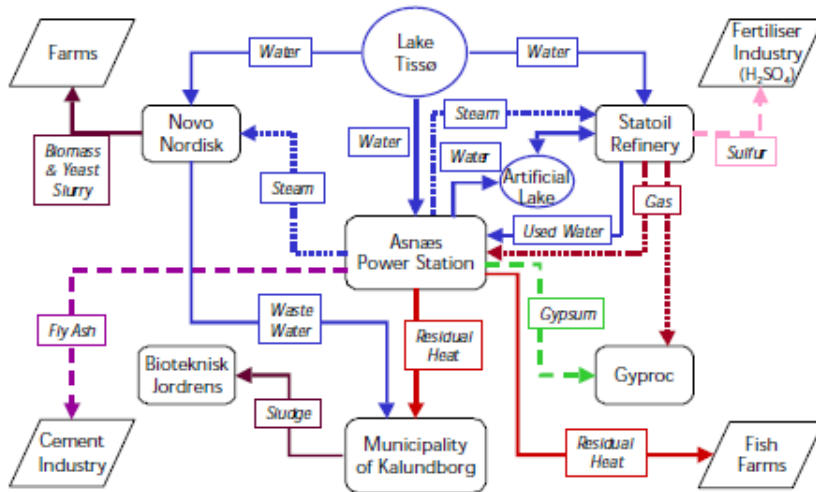 Farms
Water
Lake
Tissø
Water
Fertiliser
Industry
(H₂SO₄)
Novo
Nordisk
Steam
Statoil
Refinery
Water
Water
Sulfur
Biomass
& Yeast
Slurry
Steam
Artificial
Lake
Gas
Used Water
Asnæs
Power Station
Fly Ash
Waste
Water
Residual
Heat
Gypsum
Bioteknisk
Jordrens
Gyproc
Sludge
Cement
Industry
Municipality
of Kalundborg
Residual
Heat
Fish
Farms